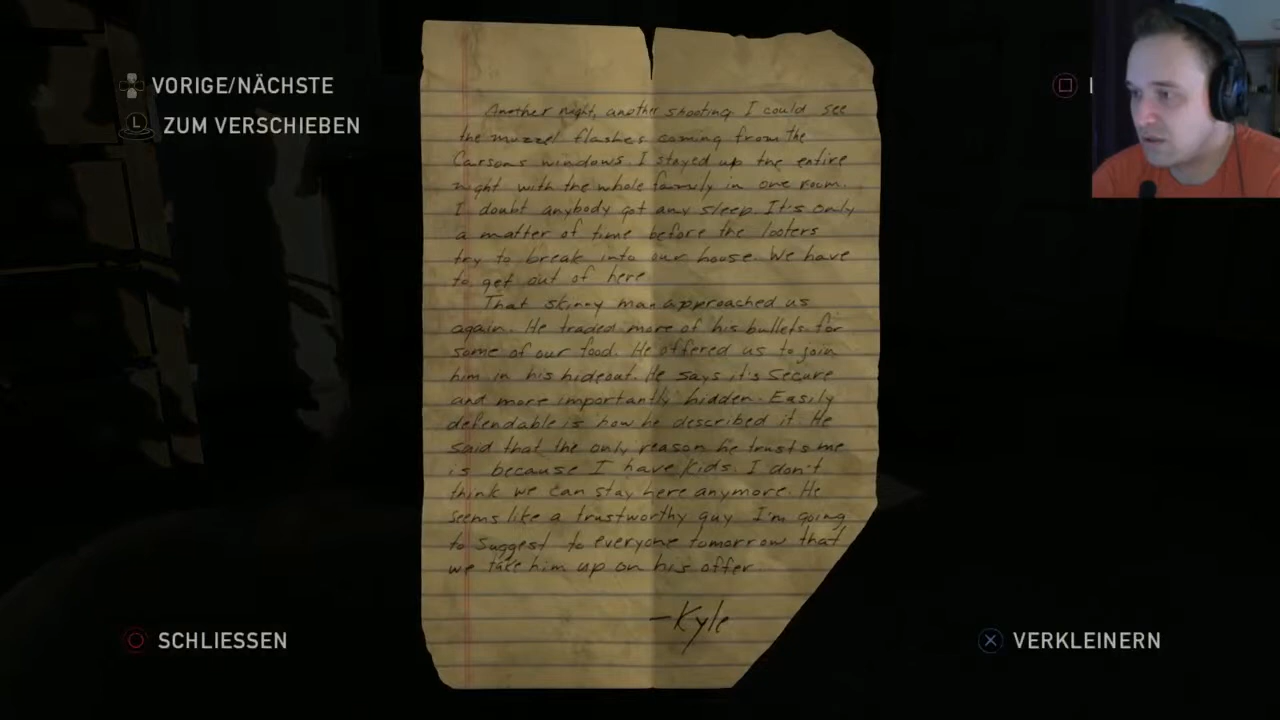 VORIGE/NÄCHSTE
L ZUM VERSCHIEBEN
Another night, another shooting. I could see
the muzzel flashes coming from the
Carsons windows. I stayed up the entire
night with the whole family in one room.
I doubt anybody got any sleep. It's only
a matter of time before the looters
try to break into our house. We have
to get out of here
That skinny man approached us
again. He traded more of his bullets for
some of our food. He offered us to join
him in his hideout. He says it's secure
and more importantly hidden. Easily
defendable is how he described it. He
said that the only reason he trusts me
is because I have kids. I don't
think we can stay here anymore. He
seems like a trustworthy guy I'm going
to suggest to everyone tomorrow that
we take him up on his offer.
-Kyle
SCHLIESSEN
VERKLEINERN